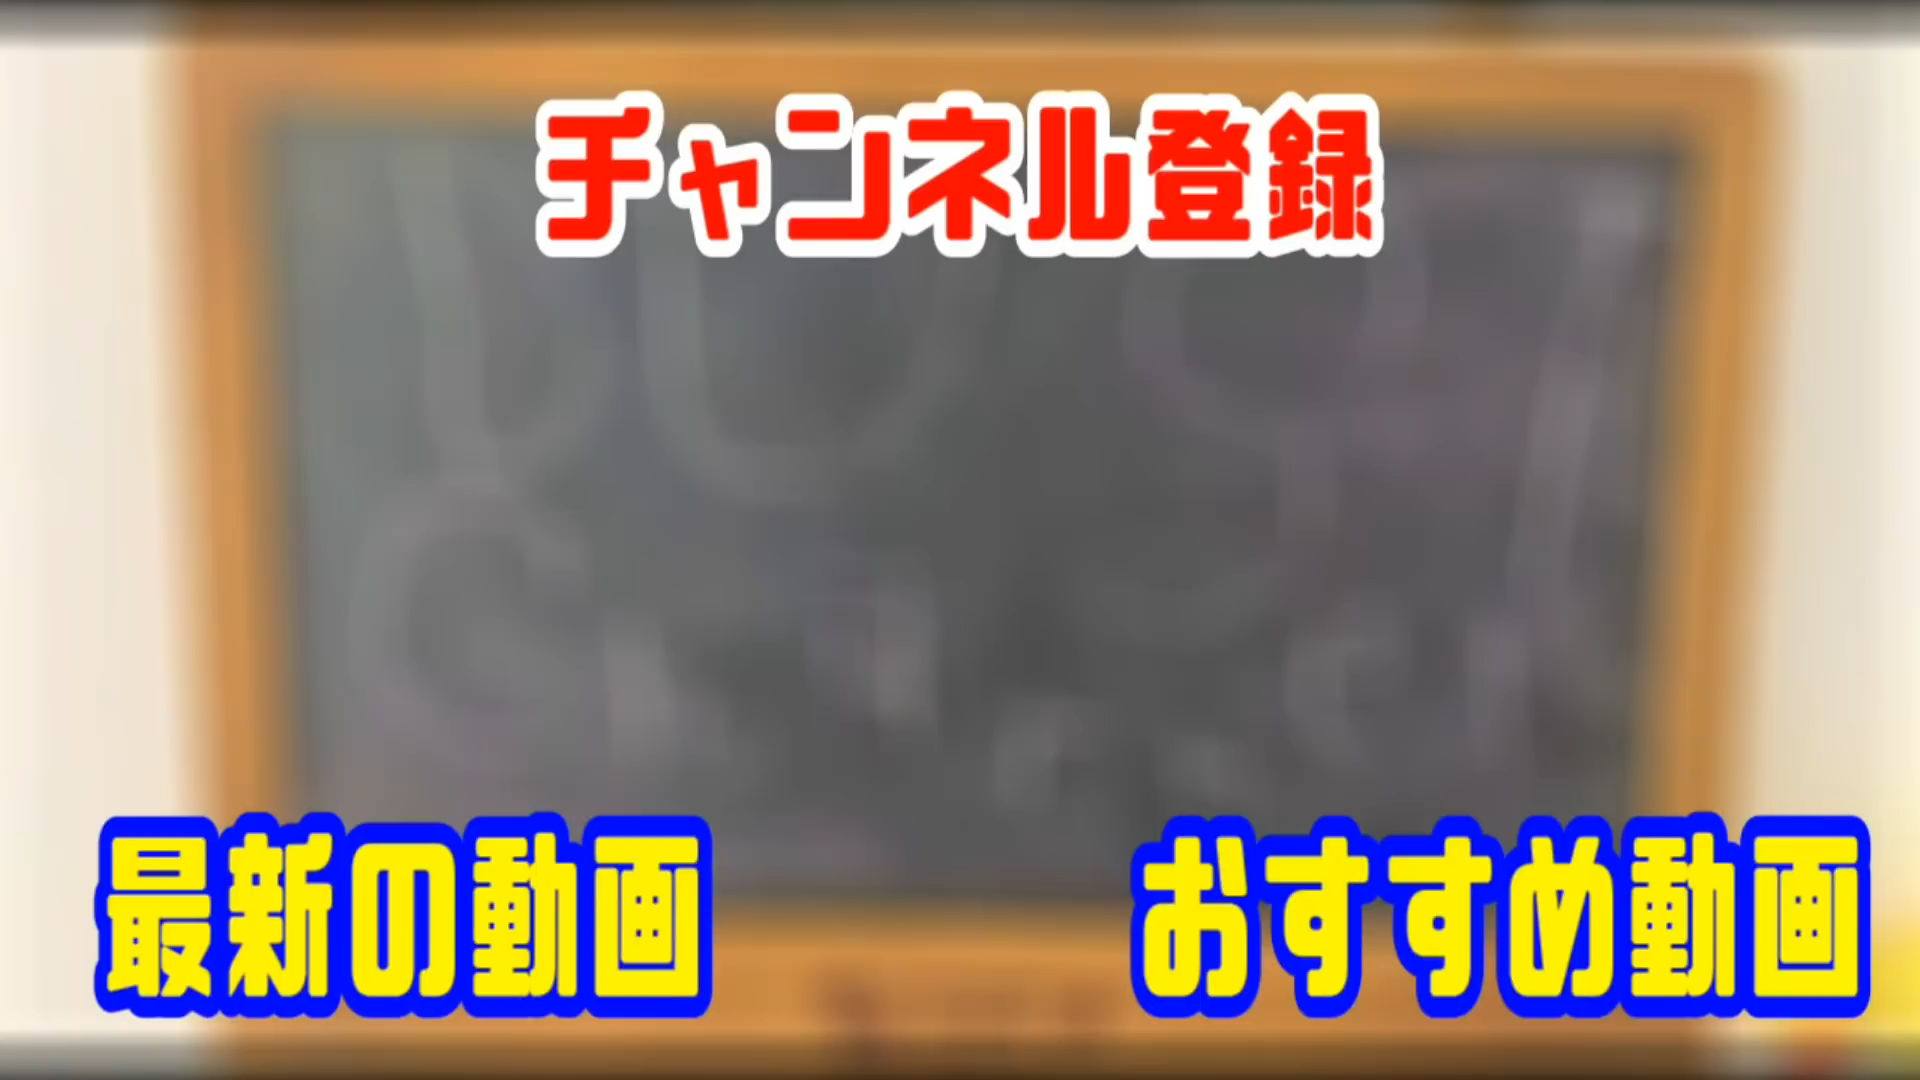 チャンネル登録
最新の動画
おすすめ動画